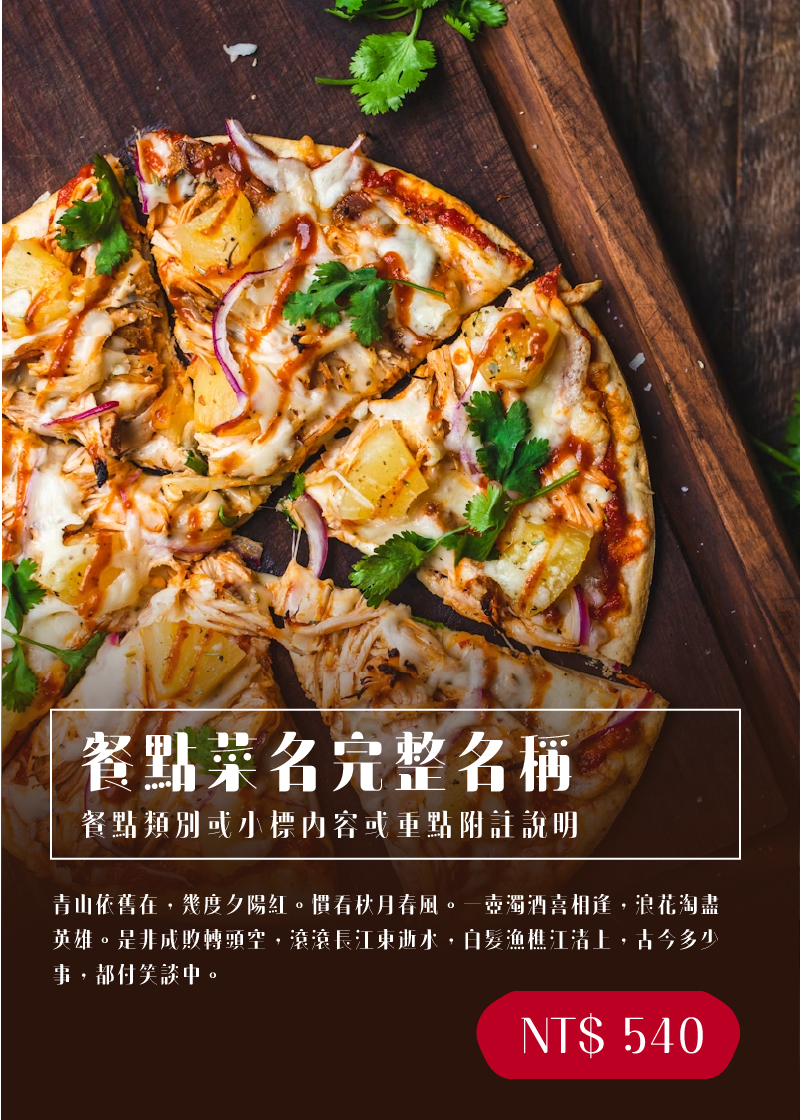 餐點菜名完整名稱
餐點類別或小標內容或重點附註說明
青山依舊在，幾度夕陽紅。慣看秋月春風。一壺濁酒喜相逢，浪花淘盡
英雄。是非成敗轉頭空，滾滾長江東逝水，白髮漁樵江渚上，古今多少
事，都付笑談中。
NT$ 540